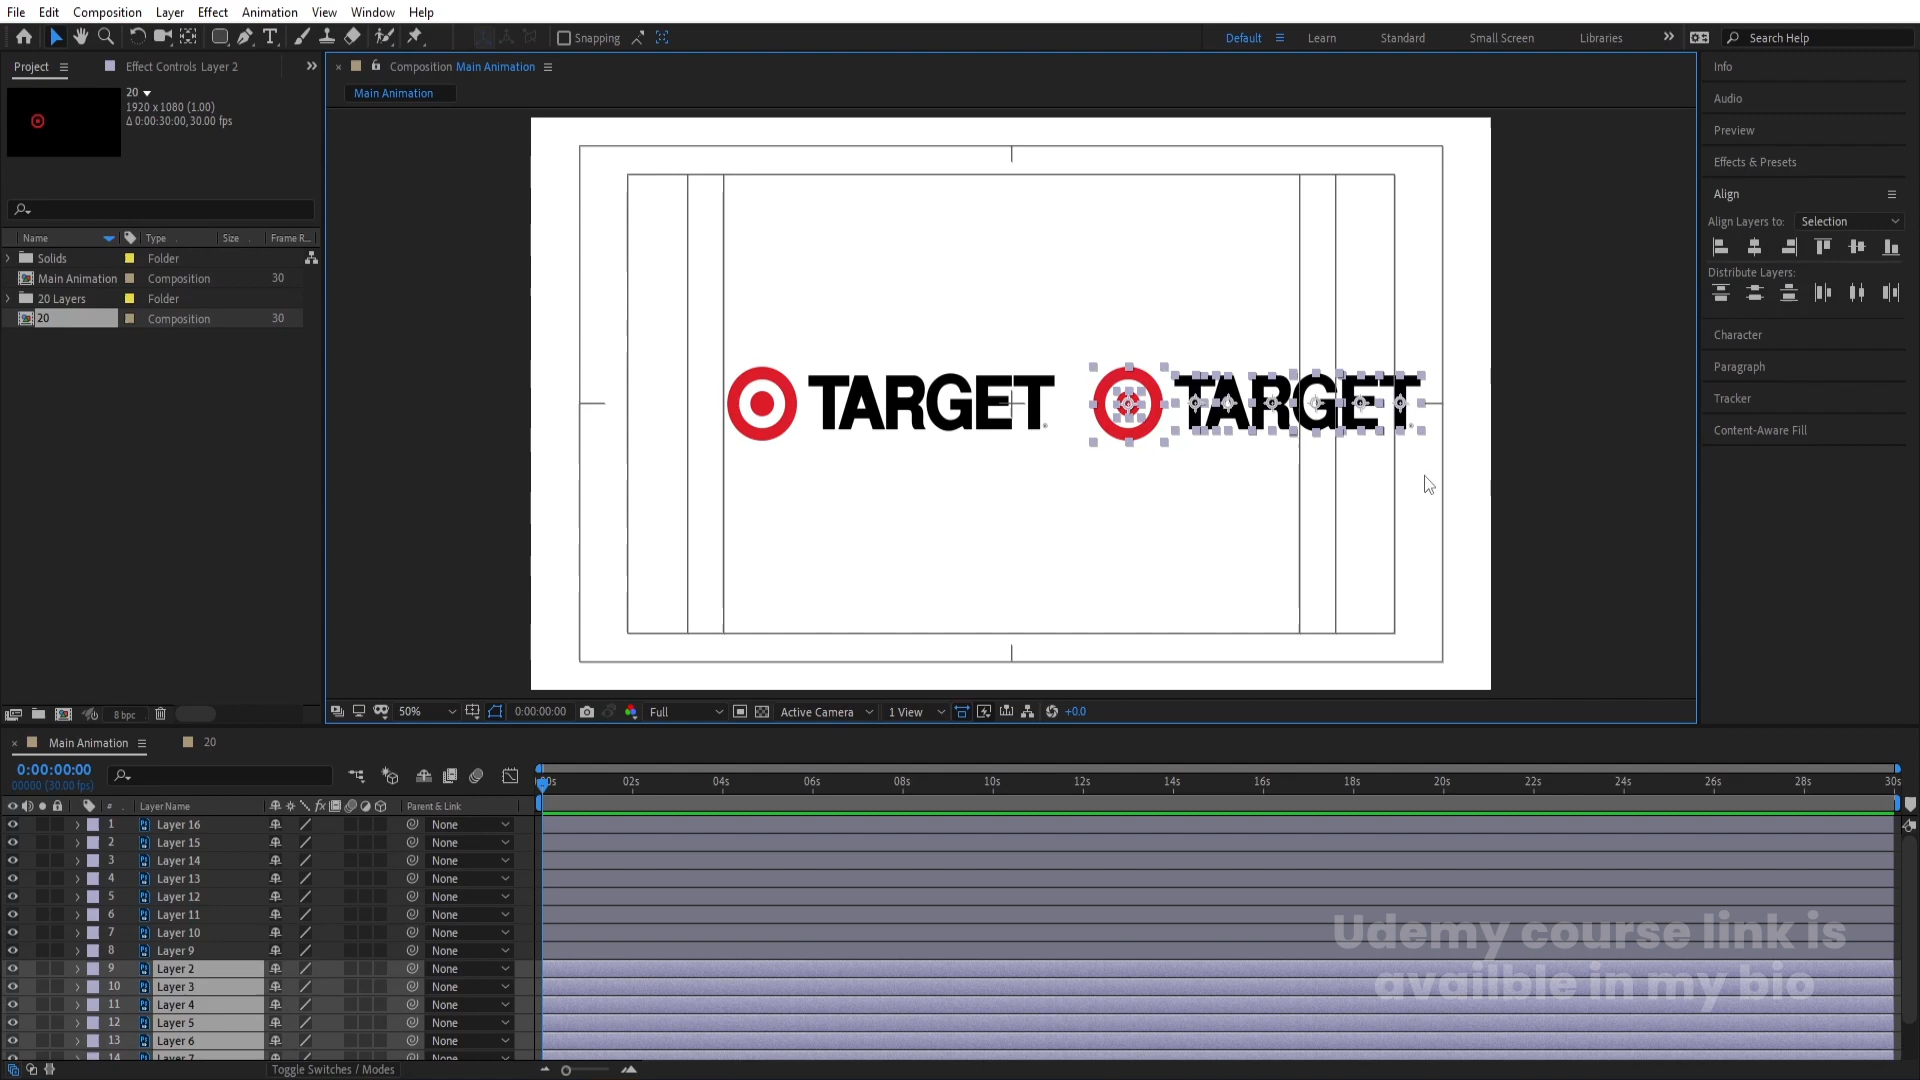 File Edit Composition Layer Effect Animation View Window Help
Snapping
Default Learn Standard Small Screen Libraries Search Help
Project Effect Controls Layer 2
20
1920 x 1080 (1.00)
Δ 0:00:30:00, 30.00 fps
Name Type Size Frame R...
Solids Folder
Main Animation Composition 30
20 Layers Folder
20 Composition 30
8 bpc
Composition Main Animation
Main Animation
TARGET TARGET
50% 0:00:00:00 Full Active Camera 1 View +0.0
Info
Audio
Preview
Effects & Presets
Align
Align Layers to: Selection
Distribute Layers:
Character
Paragraph
Tracker
Content-Aware Fill
Main Animation 20
0:00:00:00
00000 (30.00 fps)
02s 04s 06s 08s 10s 12s 14s 16s 18s 20s 22s 24s 26s 28s 30s
# Layer Name Parent & Link
1 Layer 16 None
2 Layer 15 None
3 Layer 14 None
4 Layer 13 None
5 Layer 12 None
6 Layer 11 None
7 Layer 10 None
8 Layer 9 None
9 Layer 2 None
10 Layer 3 None
11 Layer 4 None
12 Layer 5 None
13 Layer 6 None
14 Layer 7 None
Toggle Switches / Modes
Udemy course link is
availble in my bio